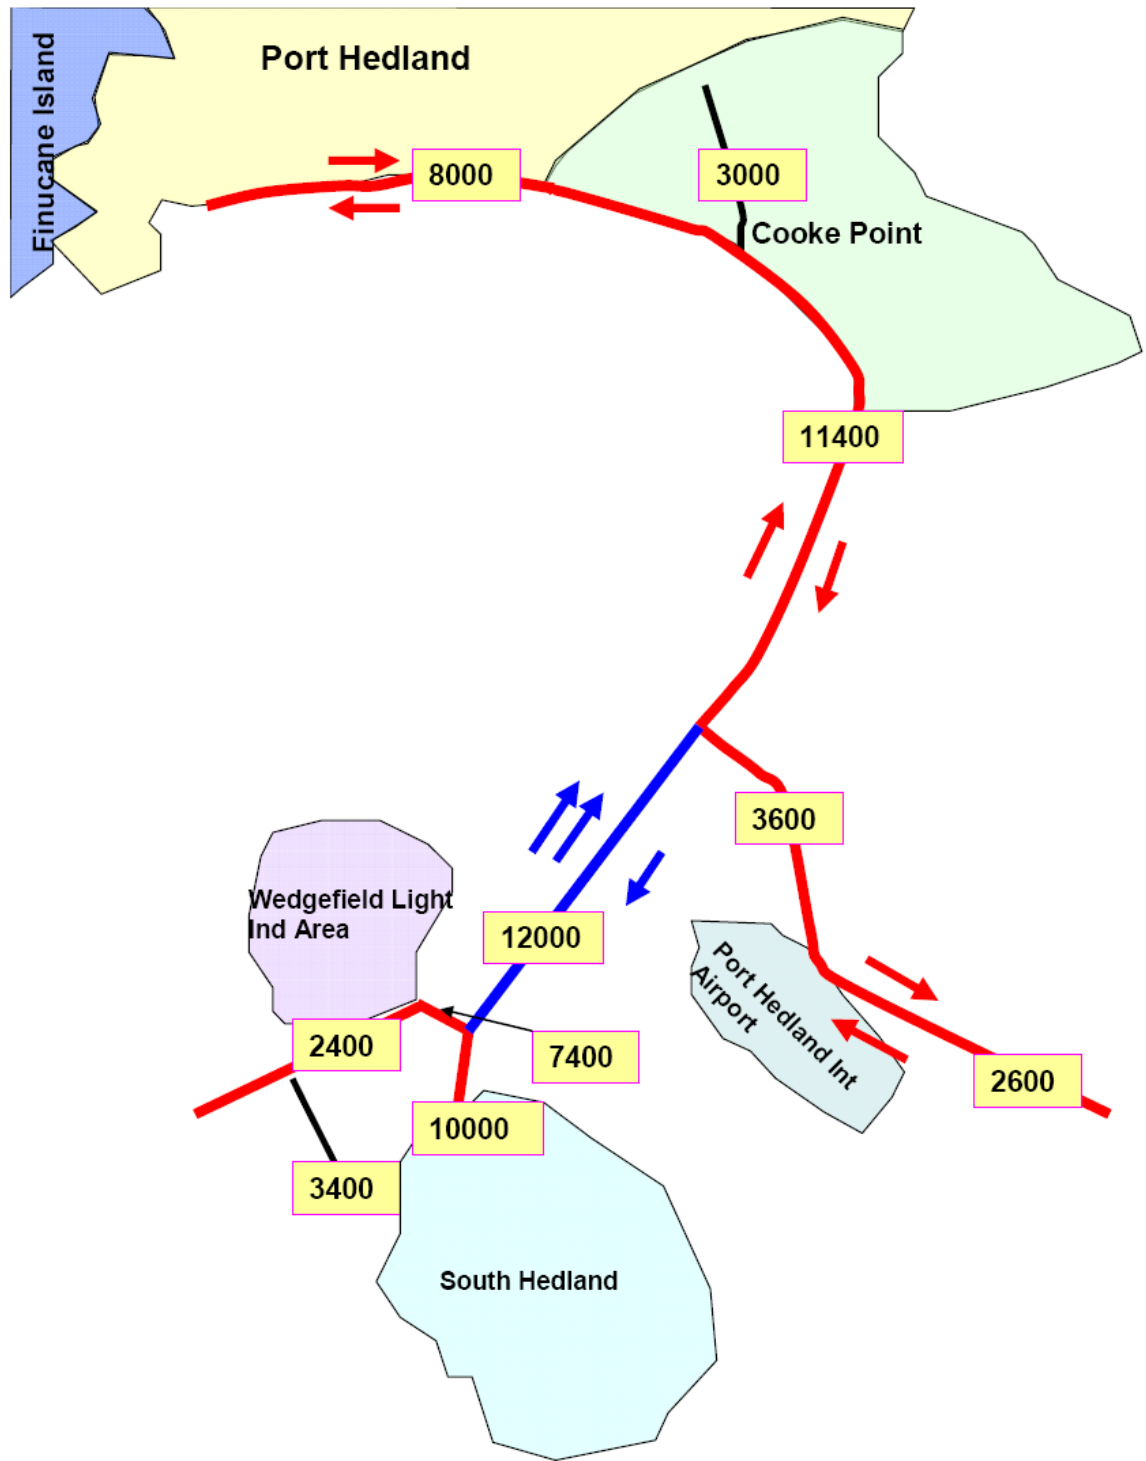 Finucane Island
Port Hedland
8000
3000
Cooke Point
11400
3600
Wedgefield Light
Ind Area
12000
Port Hedland Int
Airport
2400
7400
2600
10000
3400
South Hedland